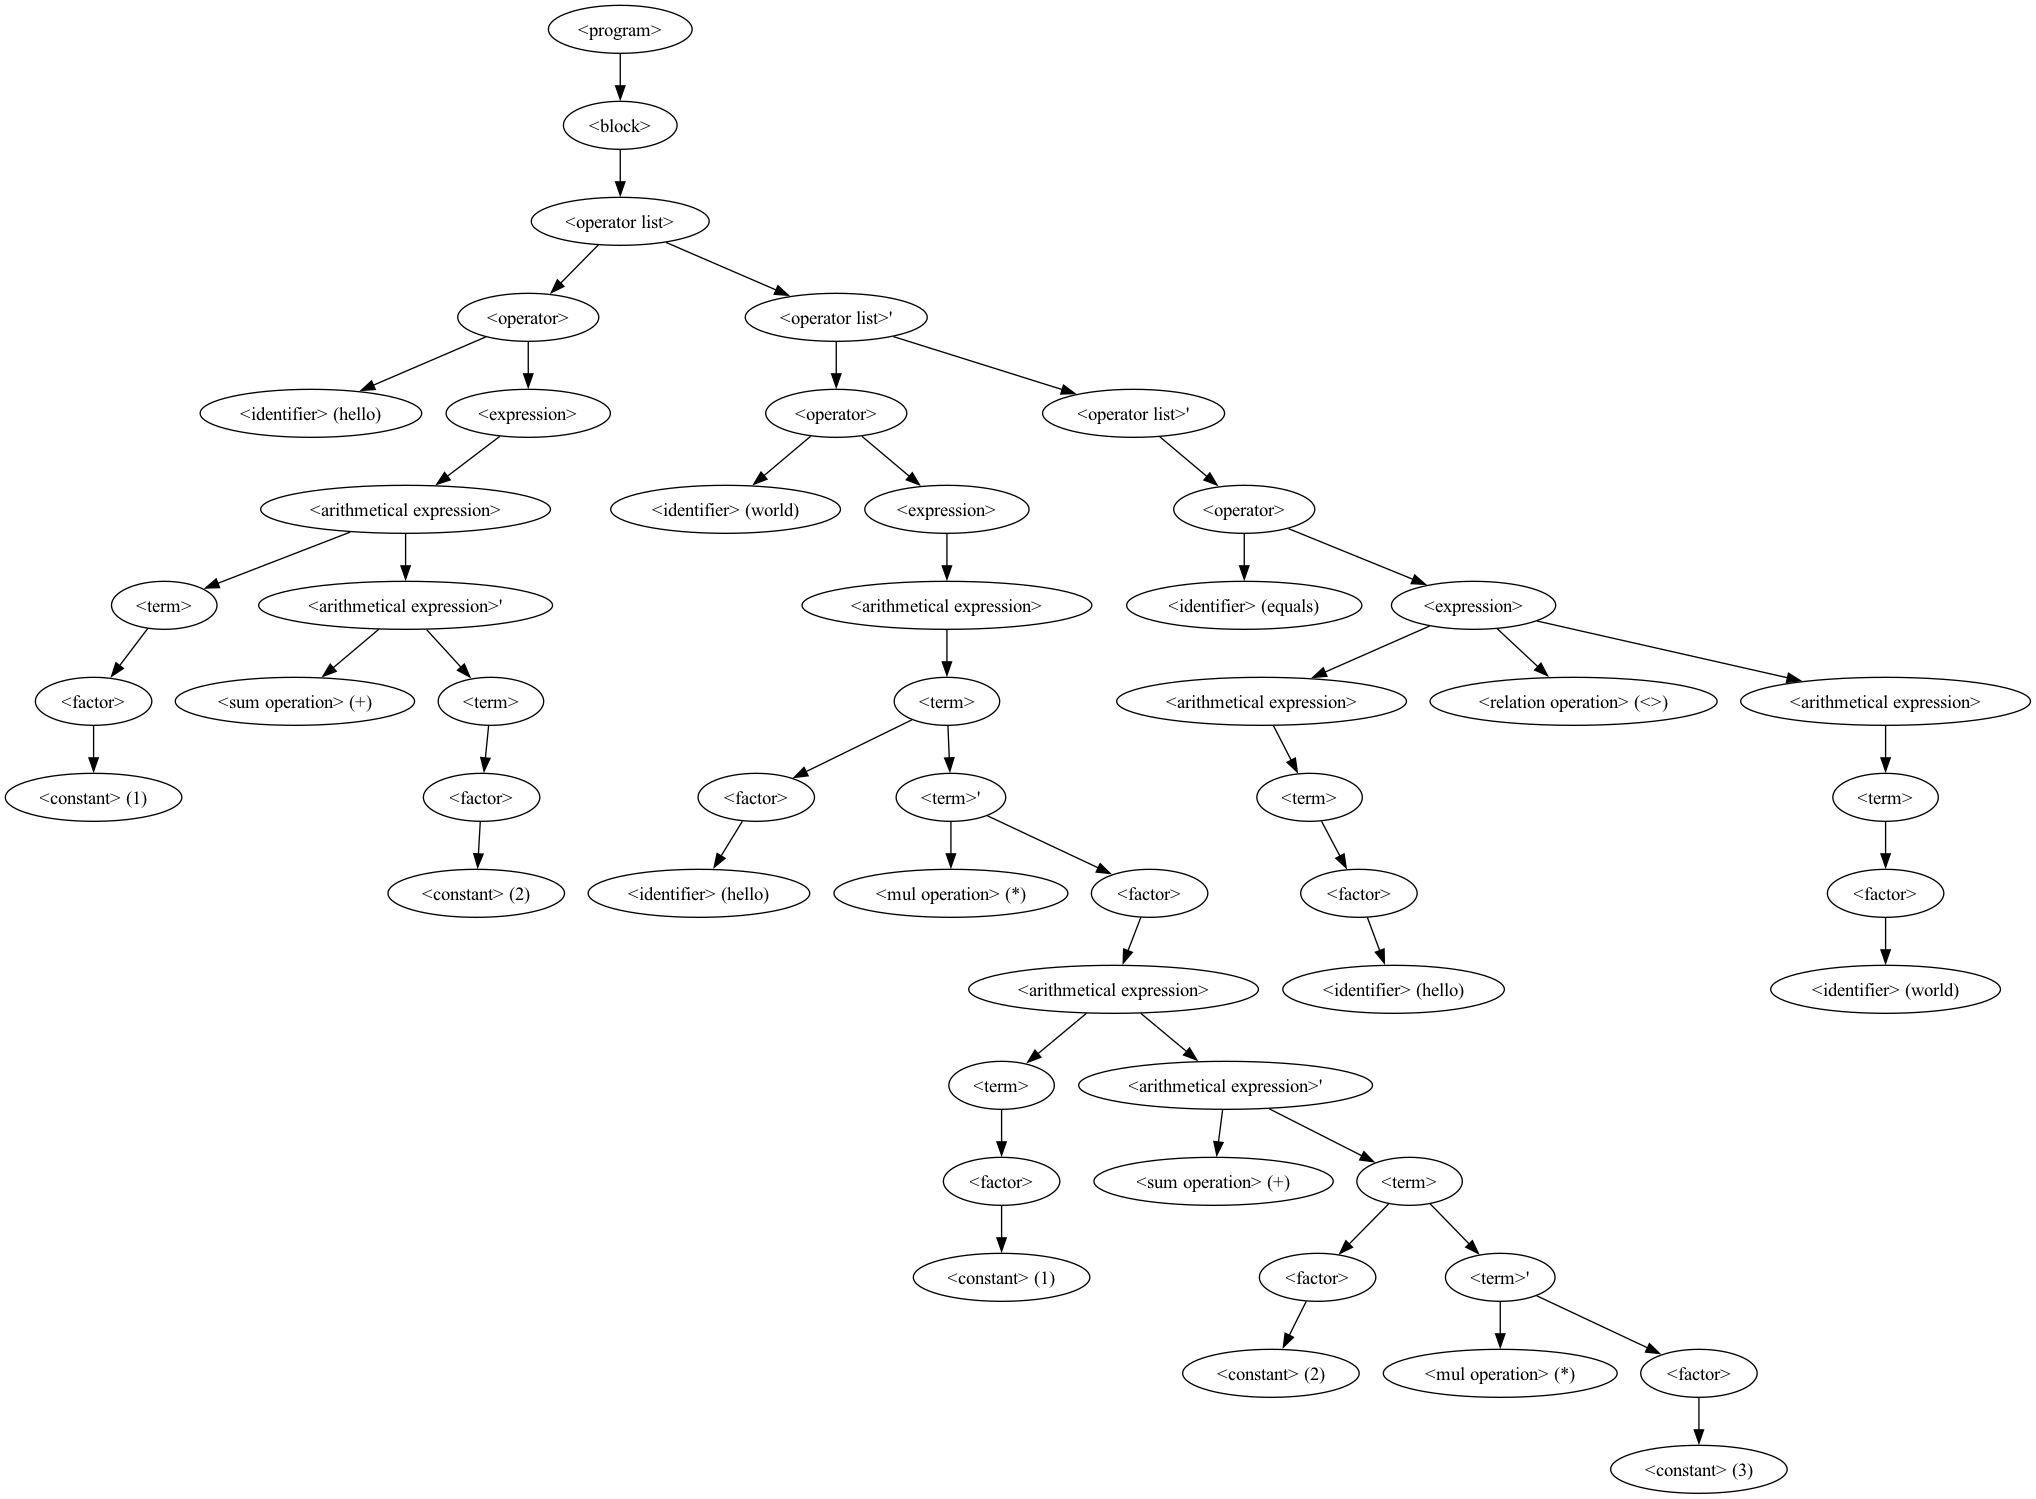 <program>
<block>
<operator list>
<operator>
<operator list>'
<identifier> (hello)
<expression>
<operator>
<operator list>'
<arithmetical expression>
<identifier> (world)
<expression>
<operator>
<term>
<arithmetical expression>'
<arithmetical expression>
<identifier> (equals)
<expression>
<factor>
<sum operation> (+)
<term>
<term>
<arithmetical expression>
<relation operation> (<>)
<arithmetical expression>
<constant> (1)
<factor>
<factor>
<term>'
<term>
<term>
<constant> (2)
<identifier> (hello)
<mul operation> (*)
<factor>
<factor>
<factor>
<arithmetical expression>
<identifier> (hello)
<identifier> (world)
<term>
<arithmetical expression>'
<factor>
<sum operation> (+)
<term>
<constant> (1)
<factor>
<term>'
<constant> (2)
<mul operation> (*)
<factor>
<constant> (3)